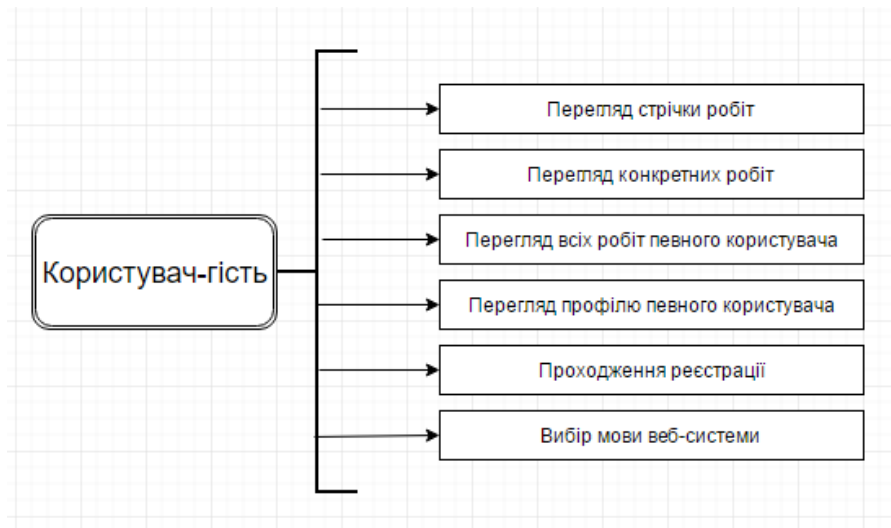 Користувач-гість
Перегляд стрічки робіт
Перегляд конкретних робіт
Перегляд всіх робіт певного користувача
Перегляд профілю певного користувача
Проходження реєстрації
Вибір мови веб-системи